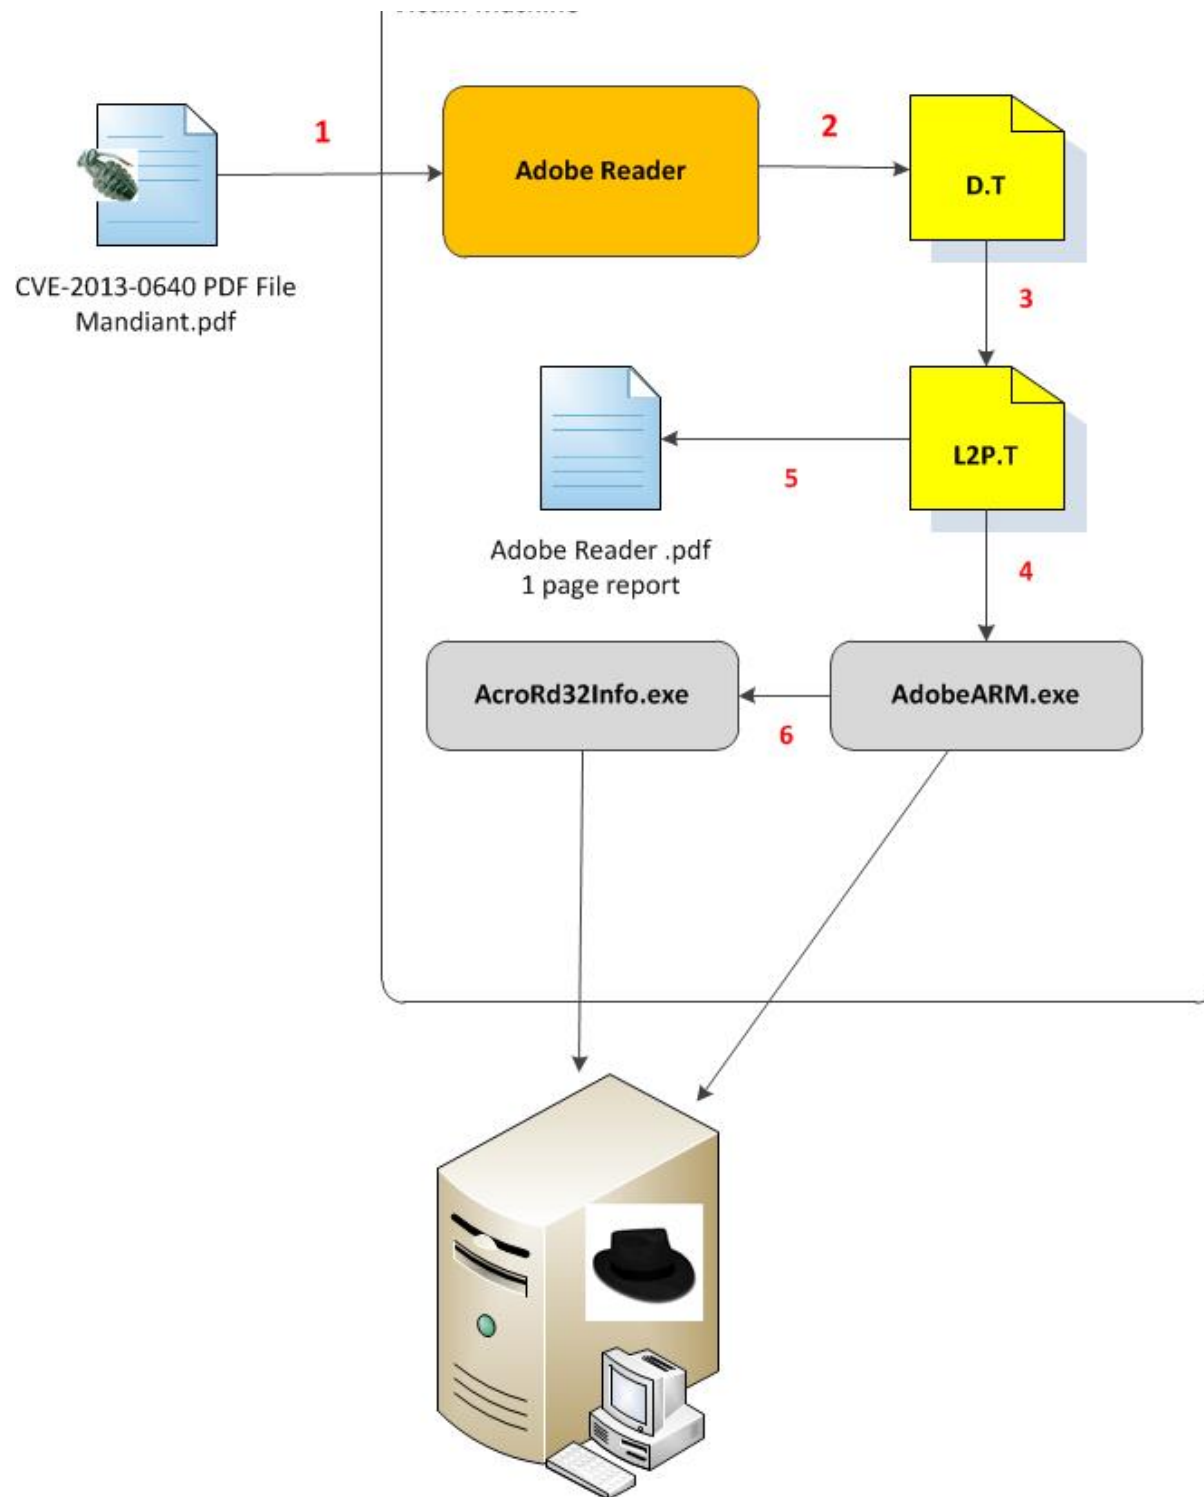 1
Adobe Reader
2
D.T
CVE-2013-0640 PDF File
Mandiant.pdf
3
L2P.T
5
Adobe Reader .pdf
1 page report
4
AcroRd32Info.exe
6
AdobeARM.exe